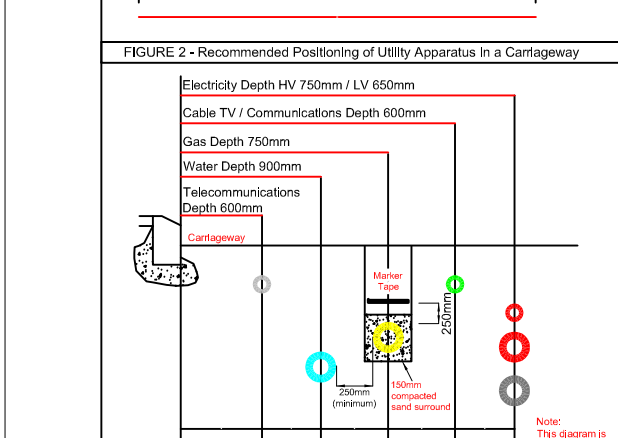 FIGURE 2 - Recommended Positioning of Utility Apparatus in a Carriageway
Electricity Depth HV 750mm / LV 650mm
Cable TV / Communications Depth 600mm
Gas Depth 750mm
Water Depth 900mm
Telecommunications
Depth 600mm
Carriageway
Marker
Tape
250mm
250mm
(minimum)
150mm
compacted
sand surround
Note:
This diagram is